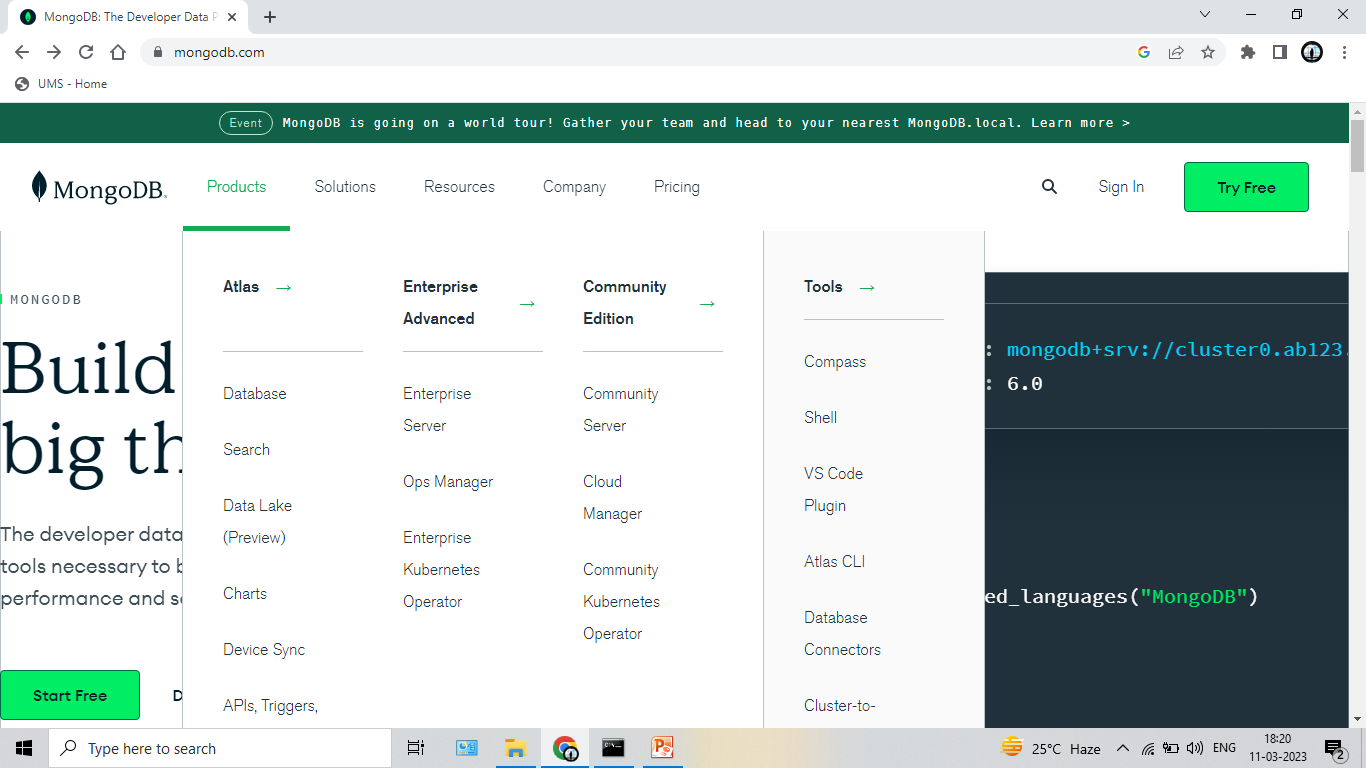 MongoDB: The Developer Data P
mongodb.com
UMS - Home
Event MongoDB is going on a world tour! Gather your team and head to your nearest MongoDB.local. Learn more >
MongoDB.
Products Solutions Resources Company Pricing Sign In Try Free
MONGODB
Build
big th
The developer data
tools necessary to b
performance and s
Start Free D
Atlas →
Database
Search
Data Lake
(Preview)
Charts
Device Sync
APIs, Triggers,
Enterprise
Advanced →
Enterprise
Server
Ops Manager
Enterprise
Kubernetes
Operator
Community
Edition →
Community
Server
Cloud
Manager
Community
Kubernetes
Operator
Tools →
Compass
Shell
VS Code
Plugin
Atlas CLI
Database
Connectors
Cluster-to-
: mongodb+srv://cluster0.ab123.
: 6.0
ed_languages("MongoDB")
Type here to search
25°C Haze
ENG
18:20
11-03-2023
2